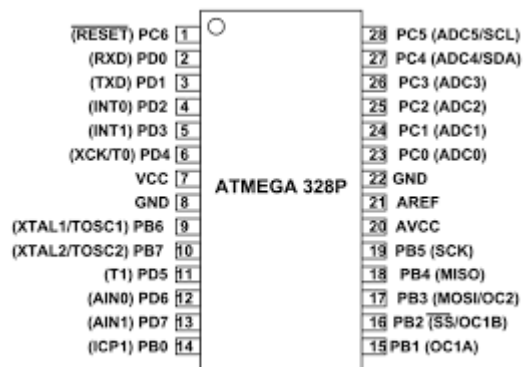 (RESET) PC6 1
(RXD) PD0 2
(TXD) PD1 3
(INT0) PD2 4
(INT1) PD3 5
(XCK/T0) PD4 6
VCC 7
GND 8
(XTAL1/TOSC1) PB6 9
(XTAL2/TOSC2) PB7 10
(T1) PD5 11
(AIN0) PD6 12
(AIN1) PD7 13
(ICP1) PB0 14
ATMEGA 328P
28 PC5 (ADC5/SCL)
27 PC4 (ADC4/SDA)
26 PC3 (ADC3)
25 PC2 (ADC2)
24 PC1 (ADC1)
23 PC0 (ADC0)
22 GND
21 AREF
20 AVCC
19 PB5 (SCK)
18 PB4 (MISO)
17 PB3 (MOSI/OC2)
16 PB2 (SS/OC1B)
15 PB1 (OC1A)